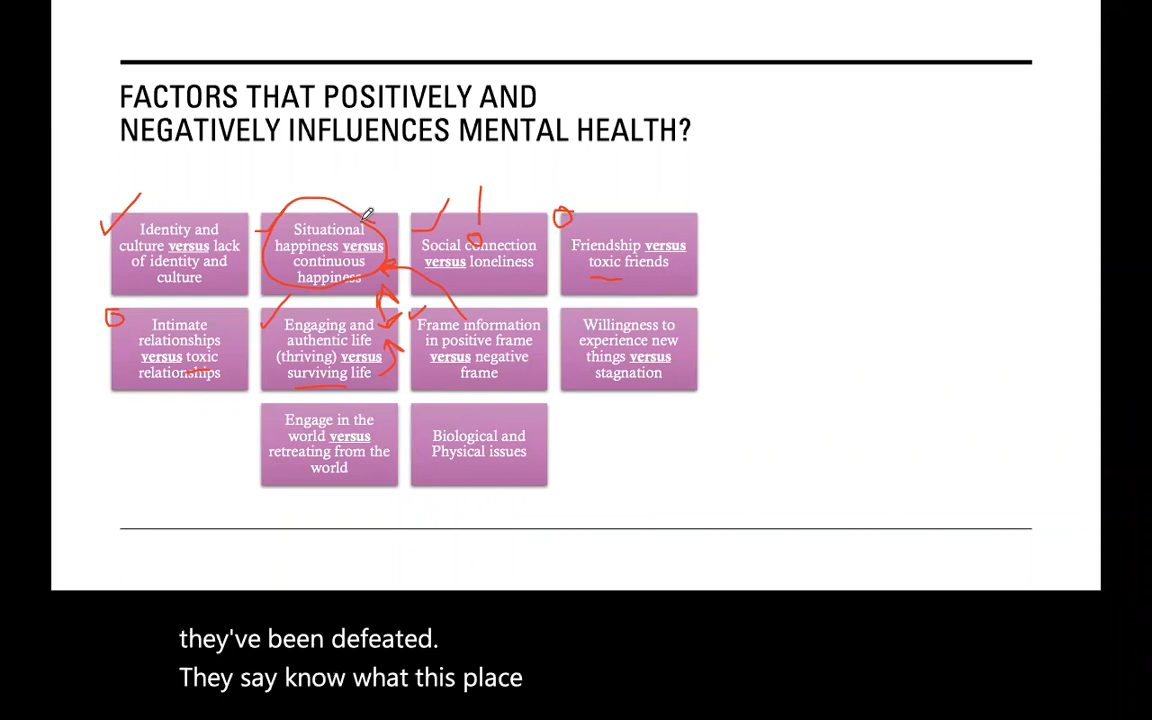 FACTORS THAT POSITIVELY AND
NEGATIVELY INFLUENCES MENTAL HEALTH?
Identity and
culture versus lack
of identity and
culture
Situational
happiness versus
continuous
happiness
Social connection
versus loneliness
Friendship versus
toxic friends
Intimate
relationships
versus toxic
relationships
Engaging and
authentic life
(thriving) versus
surviving life
Frame information
in positive frame
versus negative
frame
Willingness to
experience new
things versus
stagnation
Engage in the
world versus
retreating from the
world
Biological and
Physical issues
they've been defeated.
They say know what this place